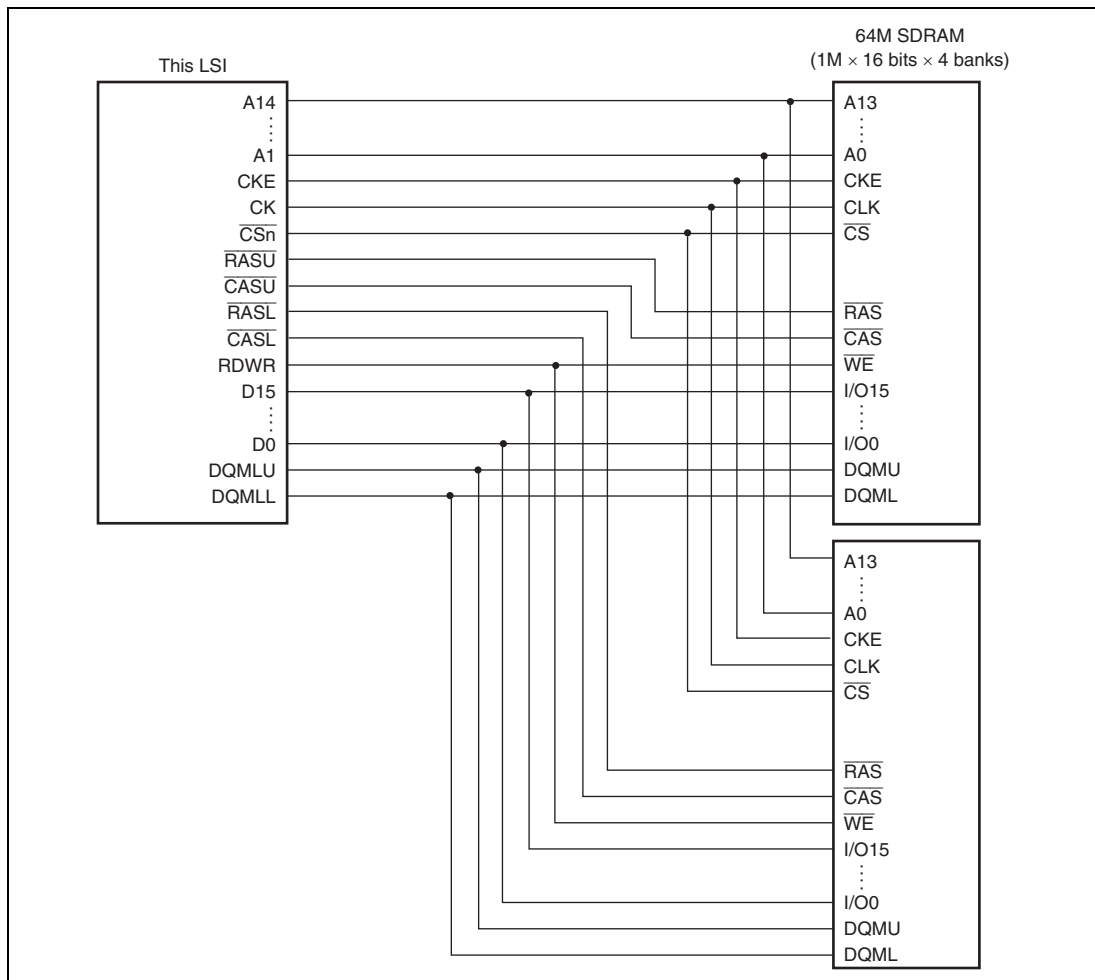 This LSI
A14
A1
CKE
CK
CSn
RASU
CASU
RASL
CASL
RDWR
D15
D0
DQMLU
DQMLL
64M SDRAM
(1M × 16 bits × 4 banks)
A13
A0
CKE
CLK
CS
RAS
CAS
WE
I/O15
I/O0
DQMU
DQML
A13
A0
CKE
CLK
CS
RAS
CAS
WE
I/O15
I/O0
DQMU
DQML